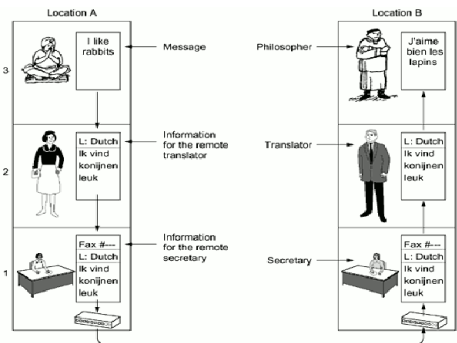 Location A
Location B
3
I like
rabbits
Message
Philosopher
J'aime
bien les
lapins
2
L: Dutch
Ik vind
konijnen
leuk
Information
for the remote
translator
Translator
L: Dutch
Ik vind
konijnen
leuk
1
Fax #---
L: Dutch
Ik vind
konijnen
leuk
Information
for the remote
secretary
Secretary
Fax #---
L: Dutch
Ik vind
konijnen
leuk